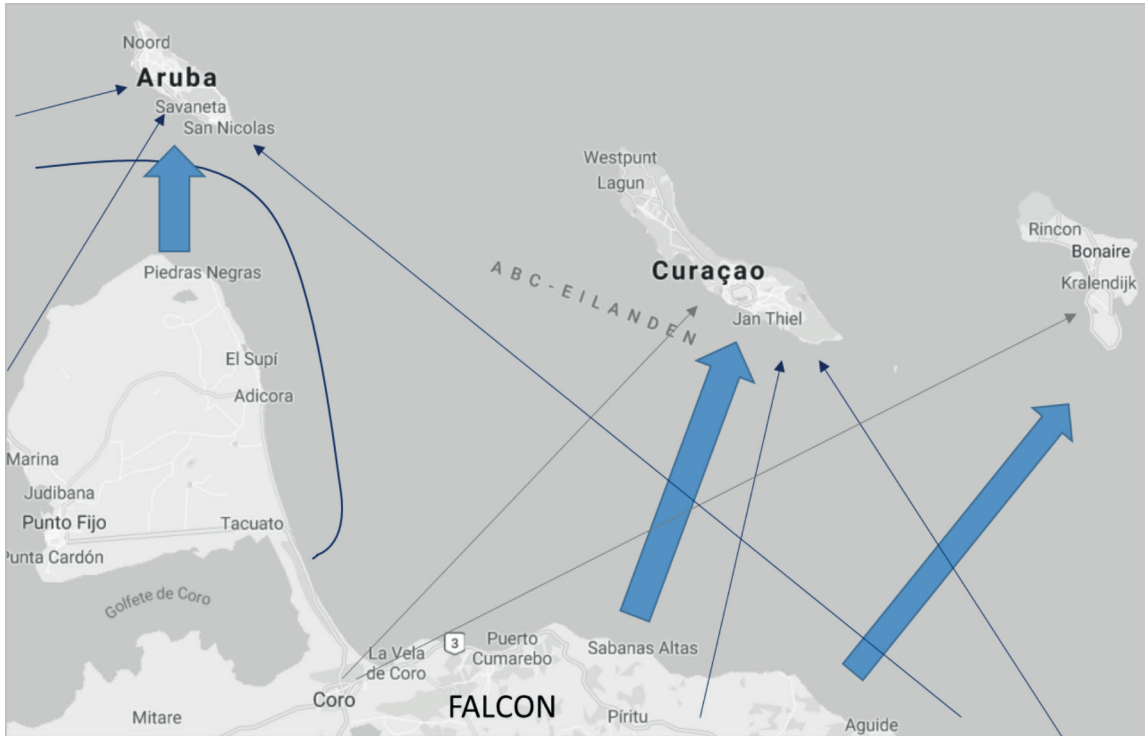 Noord
Aruba
Savaneta
San Nicolas
Westpunt
Lagun
Rincon
Bonaire
Kralendijk
Piedras Negras
ABC-EILANDEN
Curaçao
Jan Thiel
El Supí
Adicora
Marina
Judibana
Punto Fijo
Tacuato
Punta Cardón
Golfete de Coro
3
Puerto
Cumarebo
Sabanas Altas
La Vela
de Coro
Coro
FALCON
Mitare
Píritu
Aguide